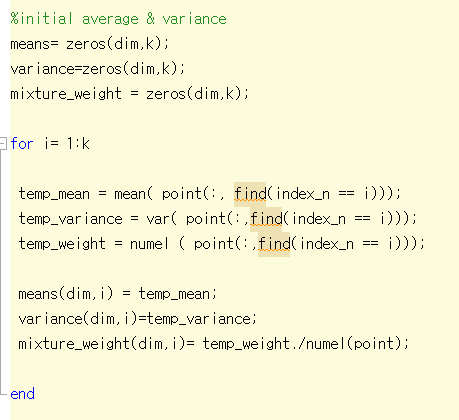 %initial average & variance
means= zeros(dim,k);
variance=zeros(dim,k);
mixture_weight = zeros(dim,k);
for i= 1:k
temp_mean = mean( point(:, find(index_n == i)));
temp_variance = var( point(:,find(index_n == i)));
temp_weight = numel ( point(:,find(index_n == i)));
means(dim,i) = temp_mean;
variance(dim,i)=temp_variance;
mixture_weight(dim,i)= temp_weight./numel(point);
end